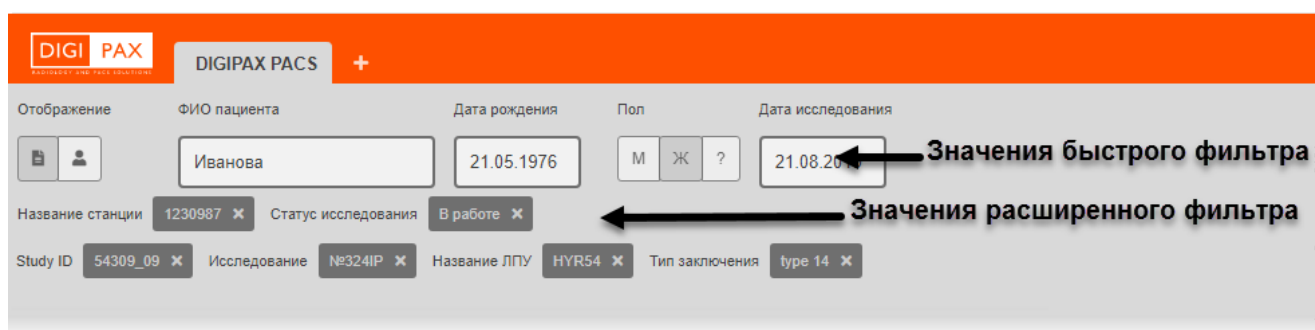 DIGI PAX
RADIOLOGY AND PACS SOLUTIONS
DIGIPAX PACS +
Отображение ФИО пациента Дата рождения Пол Дата исследования
Иванова 21.05.1976 М Ж ? Значения быстрого фильтра
Название станции 1230987 × Статус исследования В работе × Значения расширенного фильтра
Study ID 54309_09 × Исследование №324IP × Название ЛПУ HYR54 × Тип заключения type 14 ×